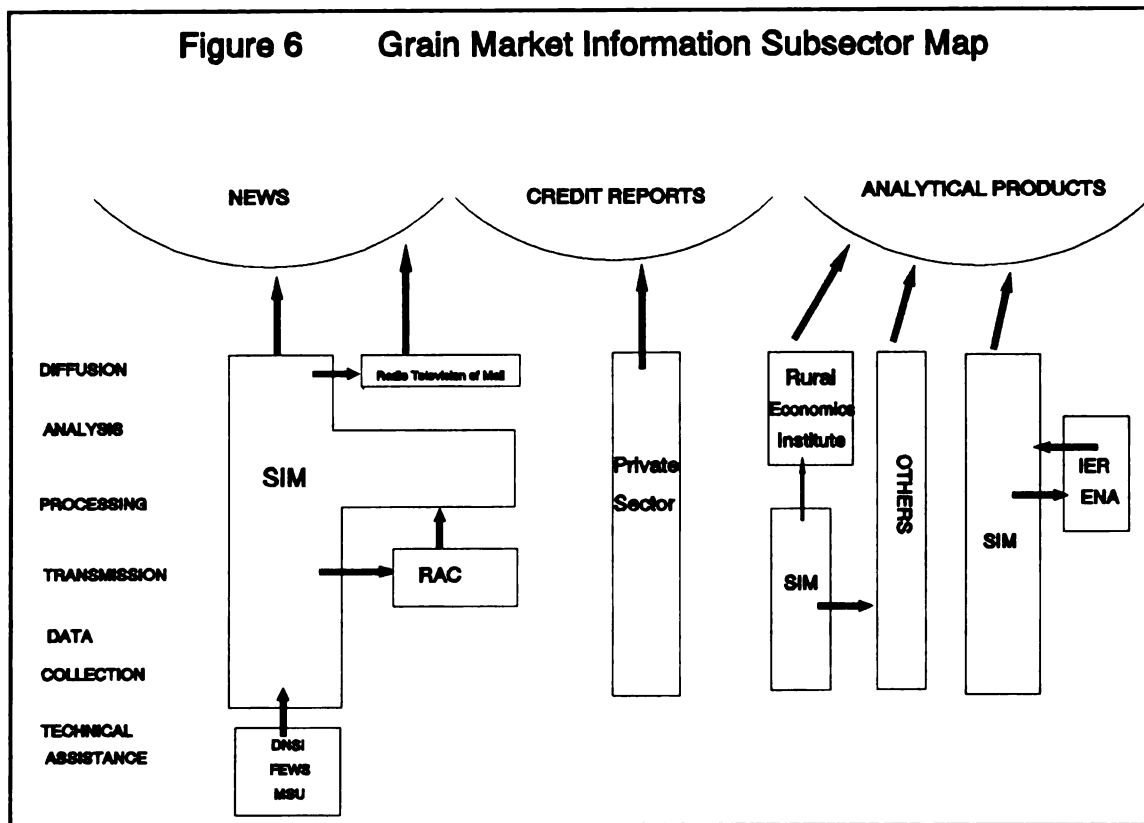 Figure 6 Grain Market Information Subsector Map
NEWS
CREDIT REPORTS
ANALYTICAL PRODUCTS
DIFFUSION
ANALYSIS
PROCESSING
TRANSMISSION
DATA
COLLECTION
TECHNICAL
ASSISTANCE
SIM
Radio Television of Mali
RAC
DNSI
FEWS
MSU
Private
Sector
Rural
Economics
Institute
SIM
OTHERS
SIM
IER
ENA